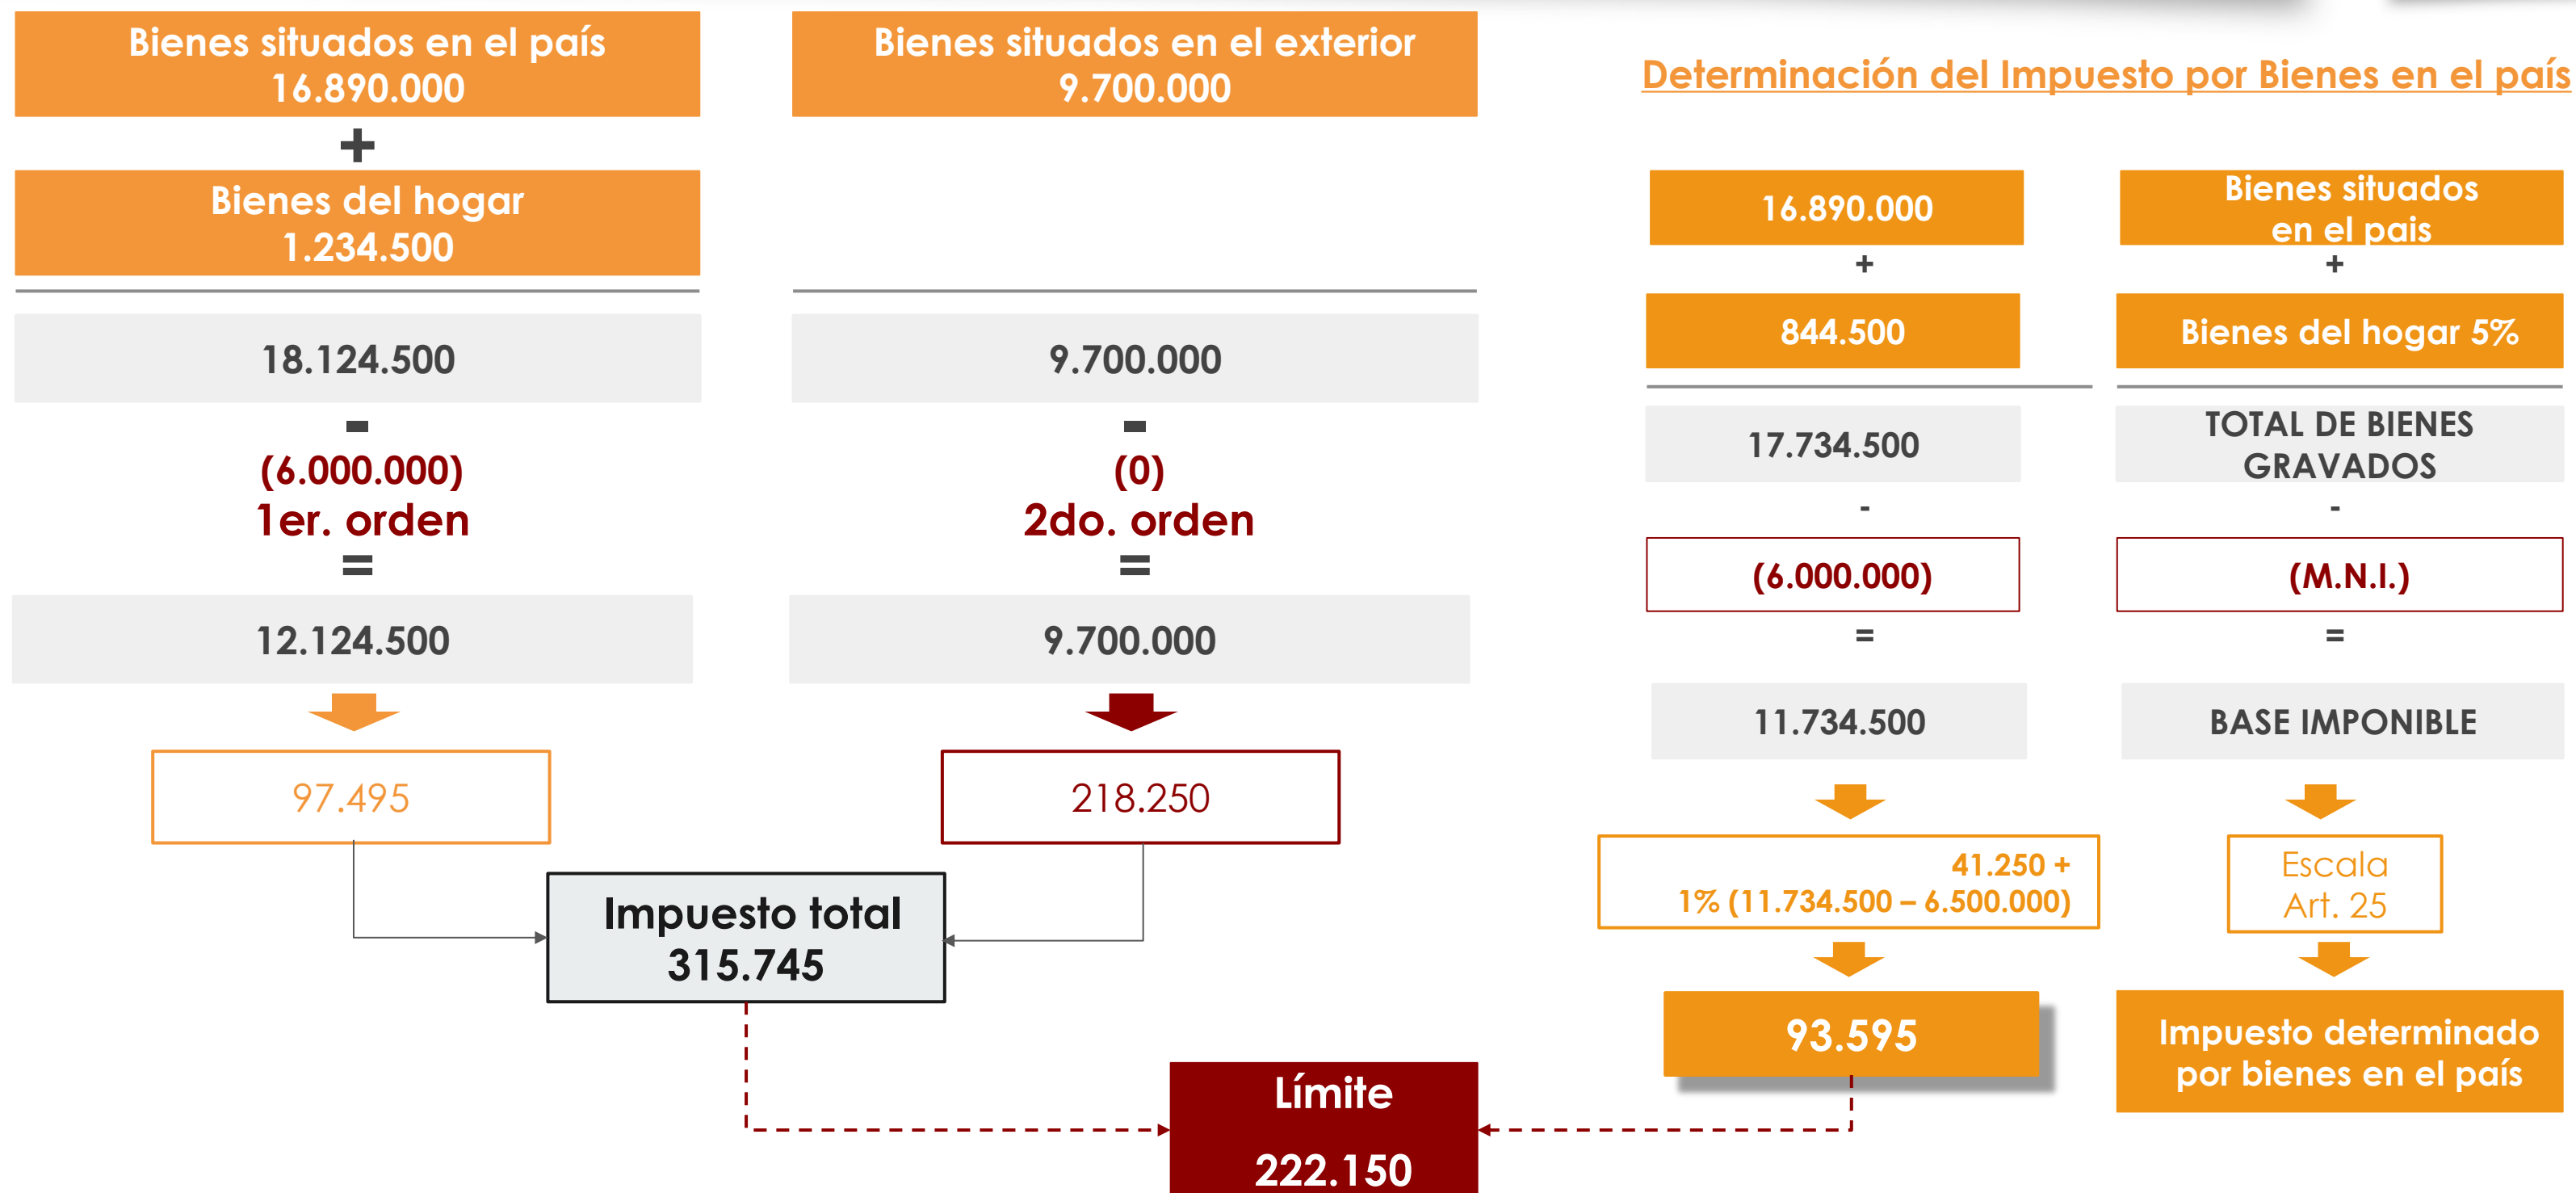 Bienes situados en el país
16.890.000
+
Bienes del hogar
1.234.500
18.124.500
-
(6.000.000)
1er. orden
=
12.124.500
97.495
Bienes situados en el exterior
9.700.000
9.700.000
-
(0)
2do. orden
=
9.700.000
218.250
Impuesto total
315.745
Límite
222.150
Determinación del Impuesto por Bienes en el país
16.890.000
+
844.500
17.734.500
-
(6.000.000)
=
11.734.500
41.250 +
1% (11.734.500 – 6.500.000)
93.595
Bienes situados
en el pais
+
Bienes del hogar 5%
TOTAL DE BIENES
GRAVADOS
-
(M.N.I.)
=
BASE IMPONIBLE
Escala
Art. 25
Impuesto determinado
por bienes en el país